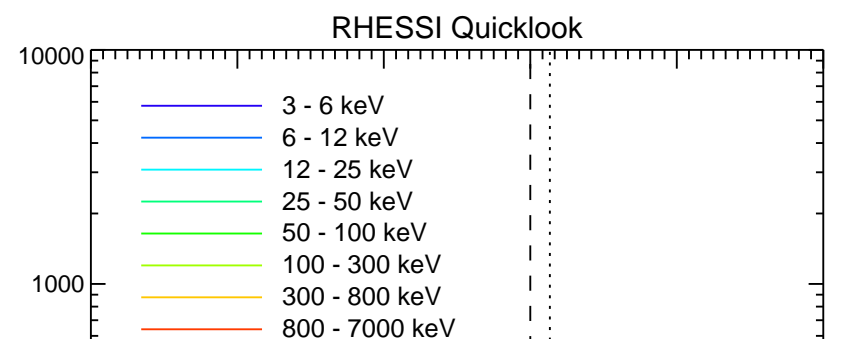 RHESSI Quicklook
10000
3 - 6 keV
6 - 12 keV
12 - 25 keV
25 - 50 keV
50 - 100 keV
100 - 300 keV
1000
300 - 800 keV
800 - 7000 keV